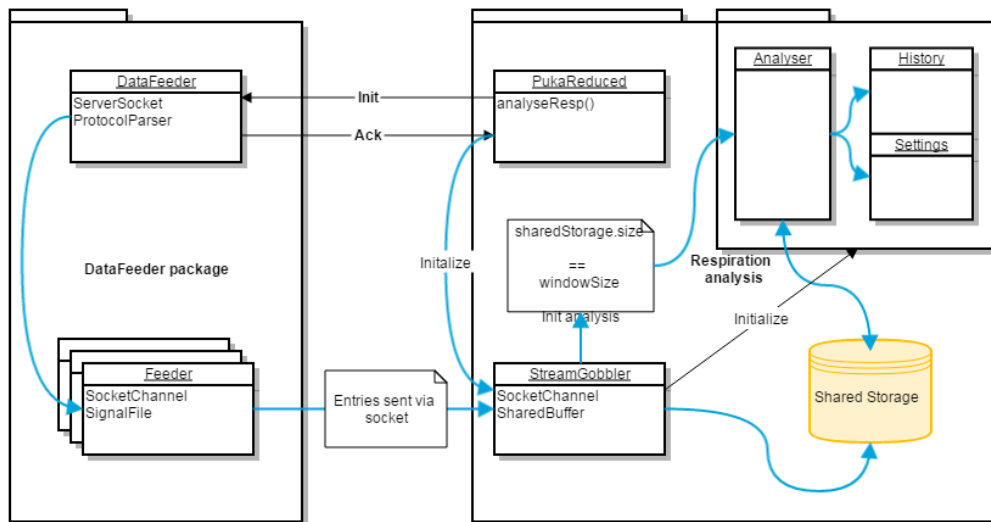 DataFeeder
ServerSocket
ProtocolParser
Init
Ack
PukaReduced
analyseResp()
Analyser
History
Settings
DataFeeder package
Initalize
sharedStorage.size
==
windowSize
Init analysis
Respiration
analysis
Initialize
Feeder
SocketChannel
SignalFile
Entries sent via
socket
StreamGobbler
SocketChannel
SharedBuffer
Shared Storage